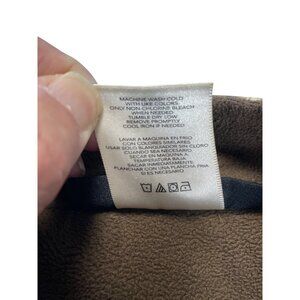 MACHINE WASH COLD
WITH LIKE COLORS
ONLY NON-CHLORINE BLEACH
WHEN NEEDED
TUMBLE DRY LOW
REMOVE PROMPTLY
COOL IRON IF NEEDED
LAVAR A MAQUINA EN FRIO
CON COLORES SIMILARES
USAR SOLO BLANQUEADOR SIN CLORO
CUANDO SEA NECESARIO
SECAR EN MAQUINA A
TEMPERATURA BAJA
SACAR INMEDIATAMENTE
PLANCHAR CON UNA PLANCHA FRIA
SI ES NECESARIO